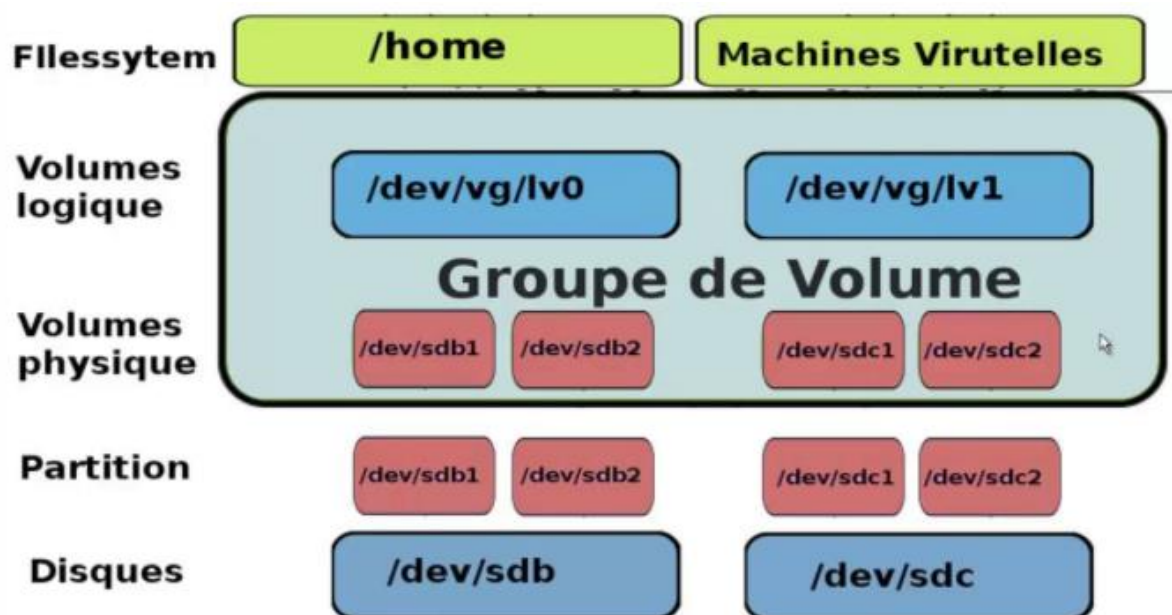 FIlessytem
/home
Machines Virutelles
Volumes
logique
/dev/vg/lv0
/dev/vg/lv1
Groupe de Volume
Volumes
physique
/dev/sdb1
/dev/sdb2
/dev/sdc1
/dev/sdc2
Partition
/dev/sdb1
/dev/sdb2
/dev/sdc1
/dev/sdc2
Disques
/dev/sdb
/dev/sdc